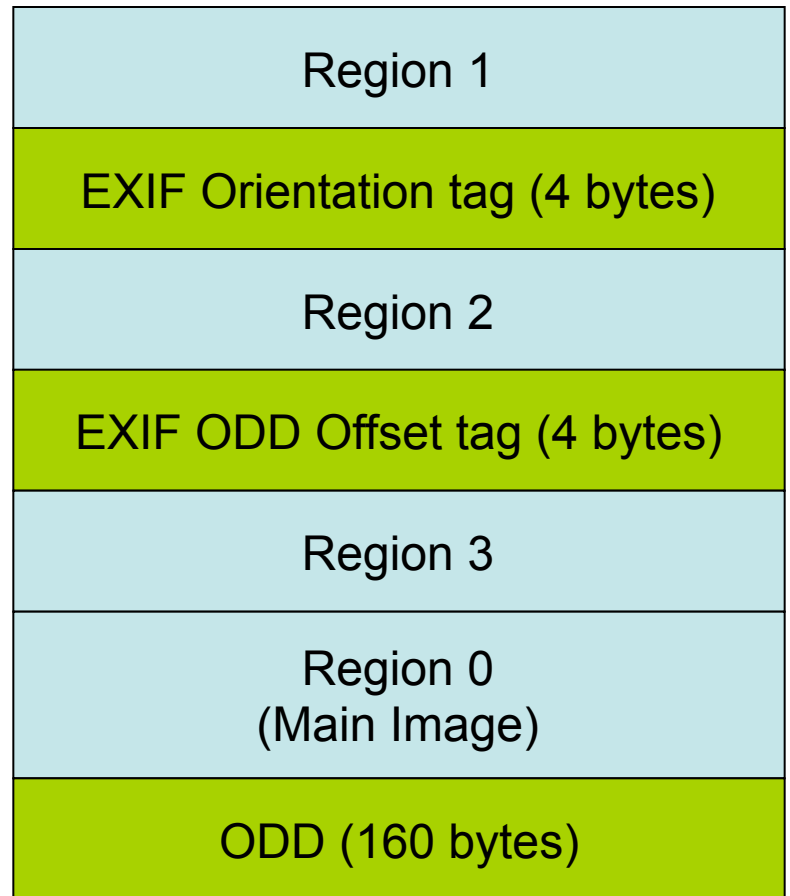 Region 1
EXIF Orientation tag (4 bytes)
Region 2
EXIF ODD Offset tag (4 bytes)
Region 3
Region 0
(Main Image)
ODD (160 bytes)